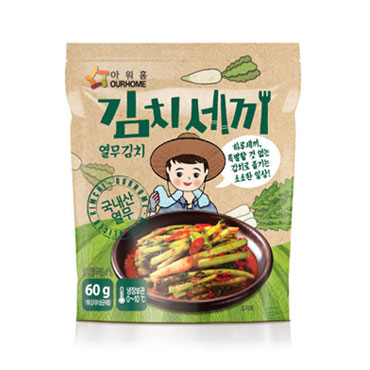 아워홈
OURHOME
김치세끼
열무김치
하루세끼,
특별할 것 없는
김치로 즐기는
소소한 일상!
KIMCHI · OURHOME
국내산
열무
60 g
냉장보관
0~10℃